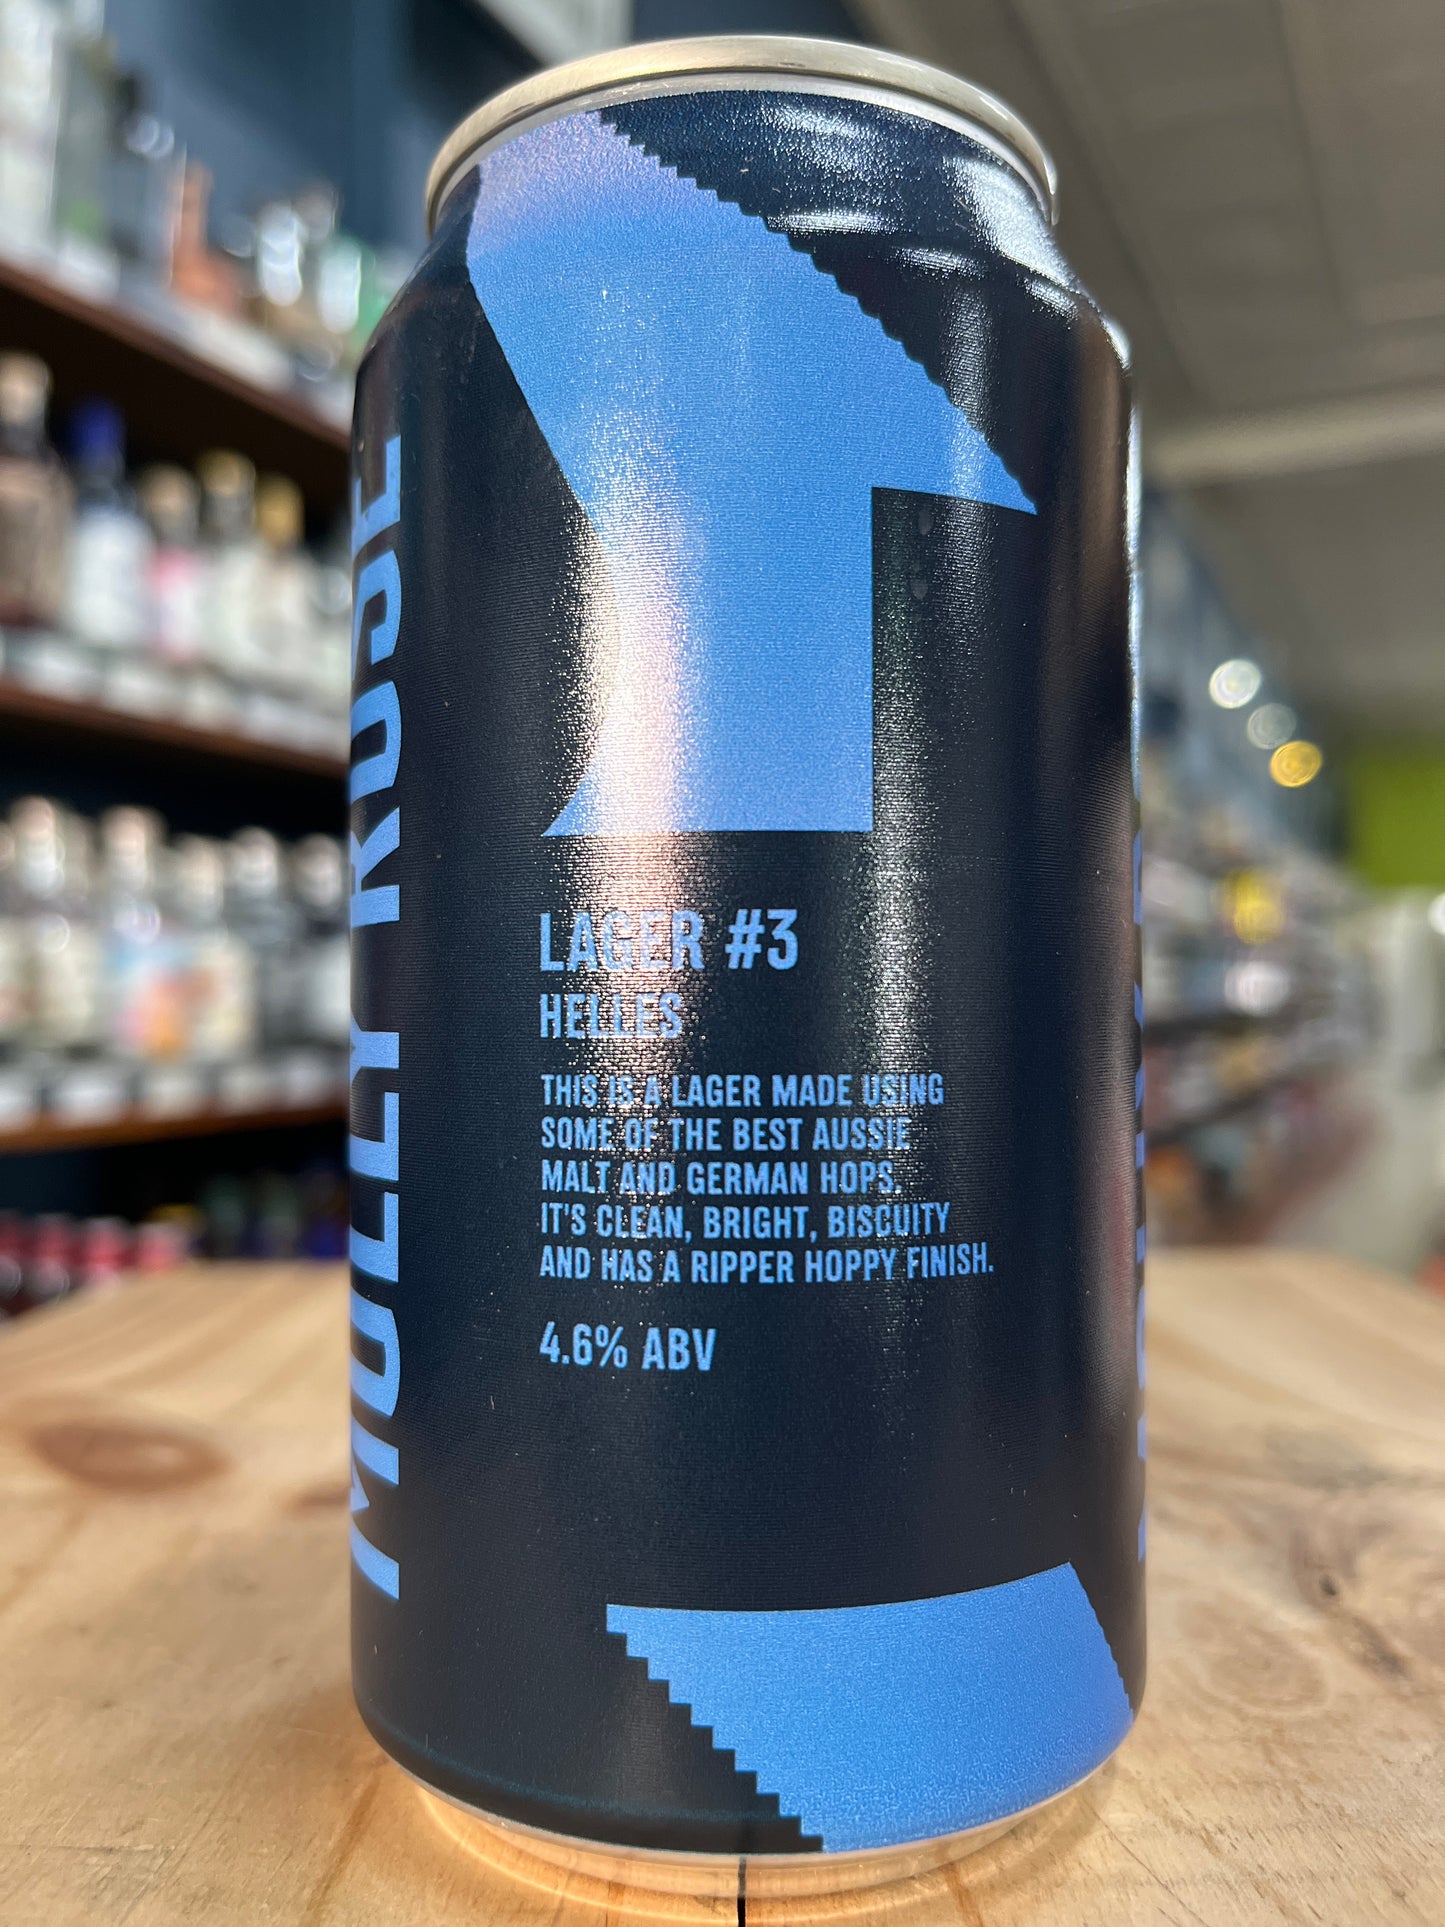 MOLLY ROSE
LAGER #3
HELLES
THIS IS A LAGER MADE USING
SOME OF THE BEST AUSSIE
MALT AND GERMAN HOPS.
IT'S CLEAN, BRIGHT, BISCUITY
AND HAS A RIPPER HOPPY FINISH.
4.6% ABV